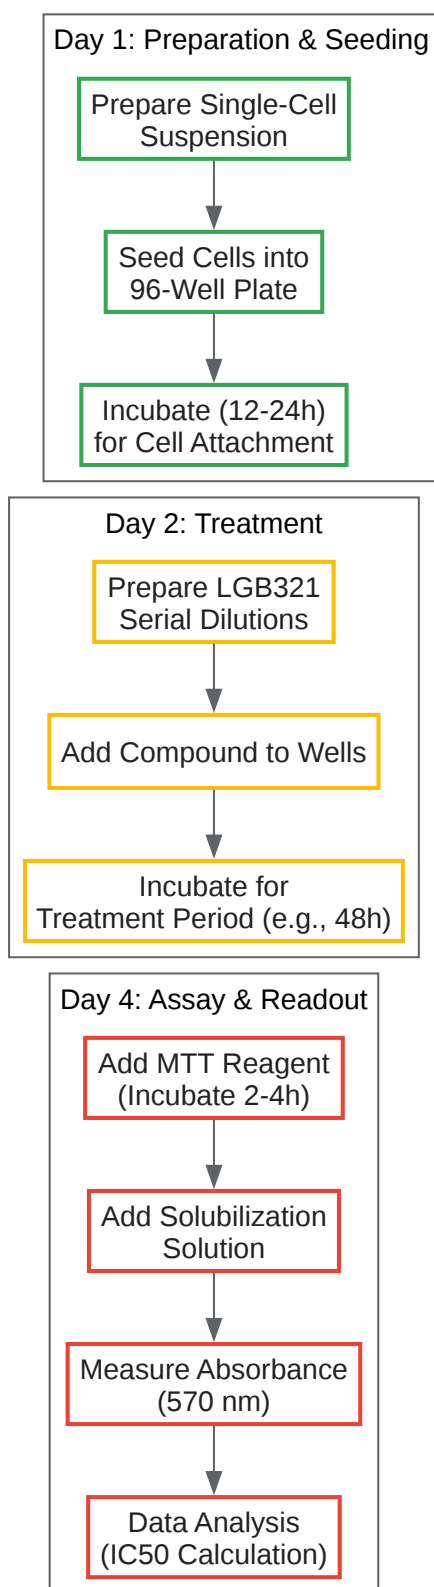 Day 1: Preparation & Seeding
Prepare Single-Cell
Suspension
Seed Cells into
96-Well Plate
Incubate (12-24h)
for Cell Attachment
Day 2: Treatment
Prepare LGB321
Serial Dilutions
Add Compound to Wells
Incubate for
Treatment Period (e.g., 48h)
Day 4: Assay & Readout
Add MTT Reagent
(Incubate 2-4h)
Add Solubilization
Solution
Measure Absorbance
(570 nm)
Data Analysis
(IC50 Calculation)